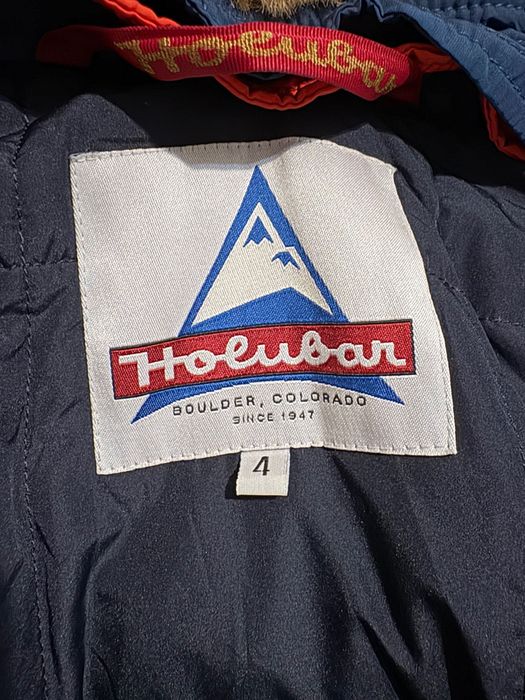 Holubar
Holubar
BOULDER, COLORADO
SINCE 1947
4